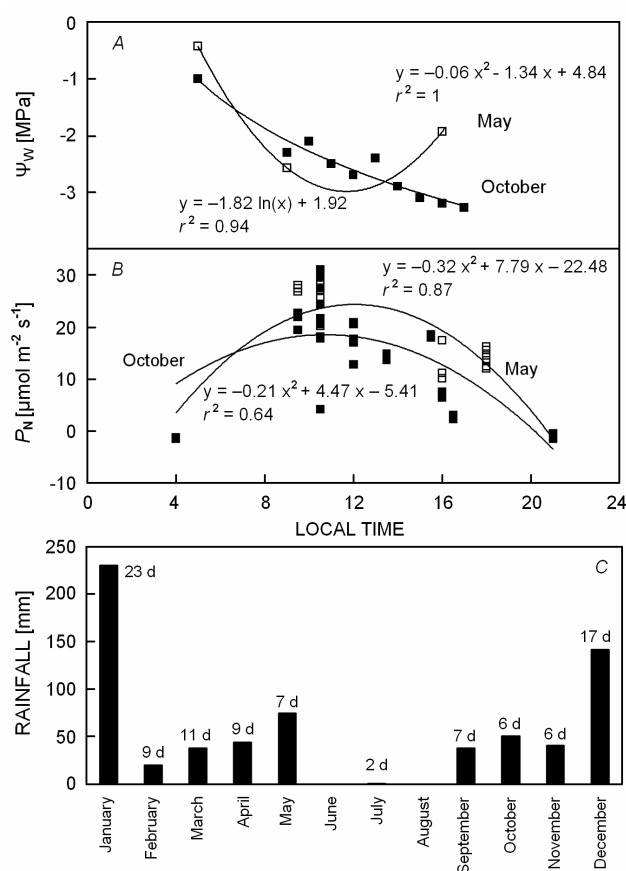 0
A
y = –0.06 x² - 1.34 x + 4.84
r² = 1
-1
May
Ψw [MPa]
-2
October
-3
y = –1.82 ln(x) + 1.92
r² = 0.94
B
y = –0.32 x² + 7.79 x – 22.48
r² = 0.87
30
20
October
May
10
y = –0.21 x² + 4.47 x – 5.41
r² = 0.64
PN [µmol m⁻² s⁻¹]
0
-10
0 4 8 12 16 20 24
LOCAL TIME
250
C
23 d
200
17 d
150
RAINFALL [mm]
100
9 d 11 d 9 d 7 d 2 d 7 d 6 d 6 d
50
0
January February March April May June July August September October November December